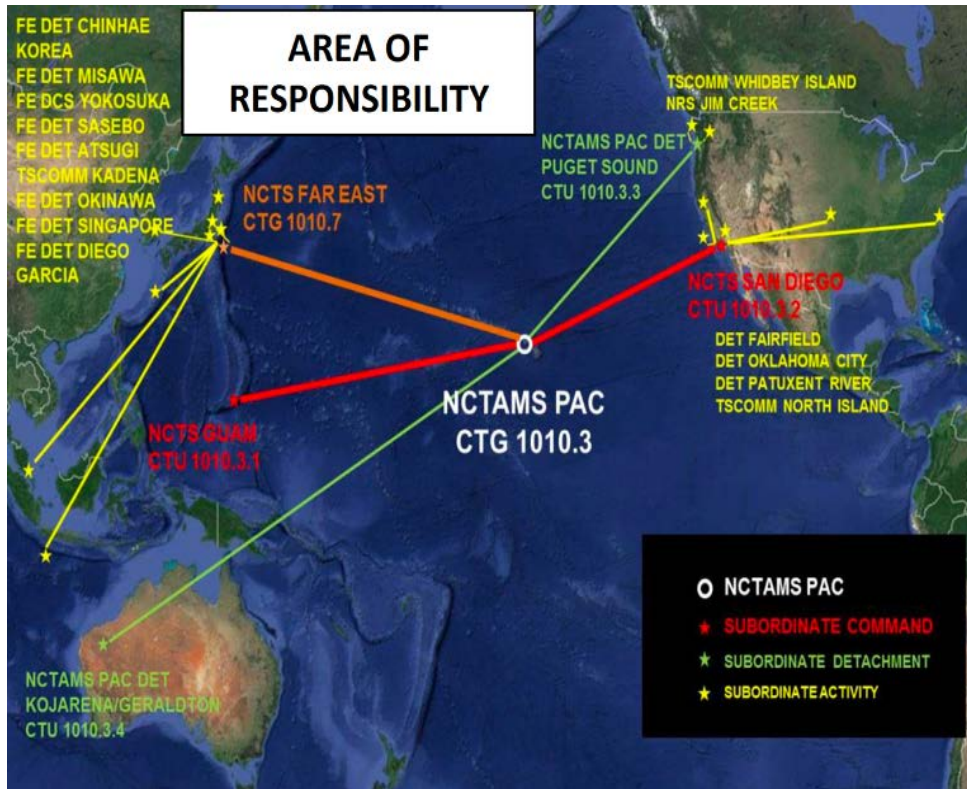 AREA OF
RESPONSIBILITY
FE DET CHINHAE
KOREA
FE DET MISAWA
FE DCS YOKOSUKA
FE DET SASEBO
FE DET ATSUGI
TSCOMM KADENA
FE DET OKINAWA
FE DET SINGAPORE
FE DET DIEGO
GARCIA
NCTS FAR EAST
CTG 1010.7
TSCOMM WHIDBEY ISLAND
NRS JIM CREEK
NCTAMS PAC DET
PUGET SOUND
CTU 1010.3.3
NCTS SAN DIEGO
CTU 1010.3.2
DET FAIRFIELD
DET OKLAHOMA CITY
DET PATUXENT RIVER
TSCOMM NORTH ISLAND
NCTAMS PAC
CTG 1010.3
NCTS GUAM
CTU 1010.3.1
NCTAMS PAC DET
KOJARENA/GERALDTON
CTU 1010.3.4
NCTAMS PAC
SUBORDINATE COMMAND
SUBORDINATE DETACHMENT
SUBORDINATE ACTIVITY